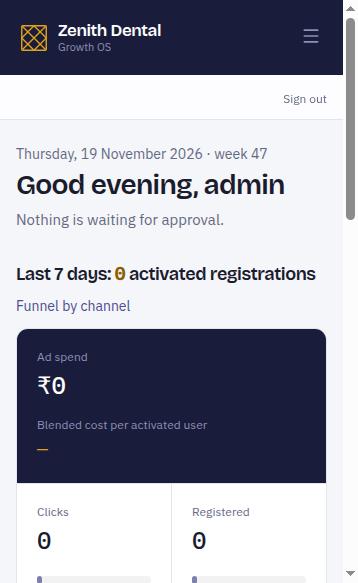 Zenith Dental
Growth OS
Sign out
Thursday, 19 November 2026 · week 47
Good evening, admin
Nothing is waiting for approval.
Last 7 days: 0 activated registrations
Funnel by channel
Ad spend
₹0
Blended cost per activated user
—
Clicks
Registered
0
0